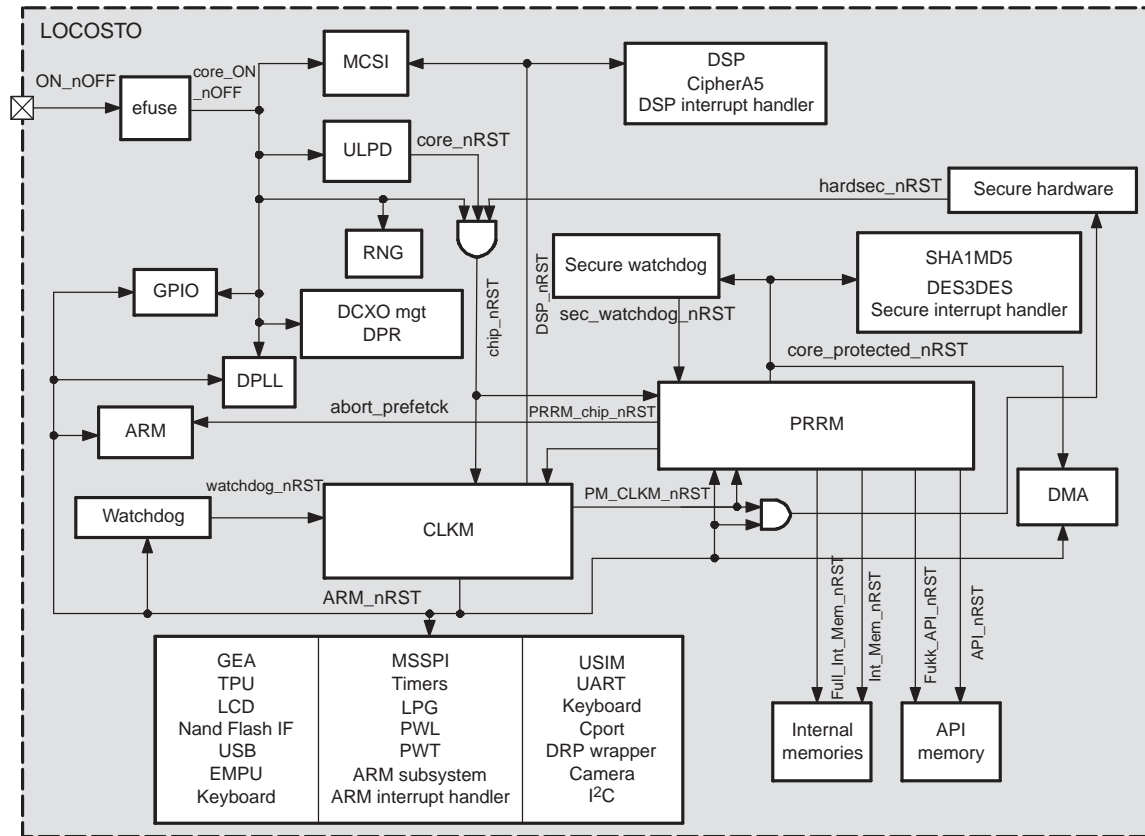 LOCOSTO
ON_nOFF
efuse
core_ON
_nOFF
MCSI
DSP
CipherA5
DSP interrupt handler
ULPD
core_nRST
hardsec_nRST
Secure hardware
RNG
GPIO
DCXO mgt
DPR
chip_nRST
DSP_nRST
Secure watchdog
sec_watchdog_nRST
SHA1MD5
DES3DES
Secure interrupt handler
core_protected_nRST
DPLL
ARM
abort_prefetck
PRRM_chip_nRST
PRRM
Watchdog
watchdog_nRST
CLKM
PM_CLKM_nRST
DMA
ARM_nRST
Full_Int_Mem_nRST
Int_Mem_nRST
Fukk_API_nRST
API_nRST
GEA
TPU
LCD
Nand Flash IF
USB
EMPU
Keyboard
MSSPI
Timers
LPG
PWL
PWT
ARM subsystem
ARM interrupt handler
USIM
UART
Keyboard
Cport
DRP wrapper
Camera
I²C
Internal
memories
API
memory